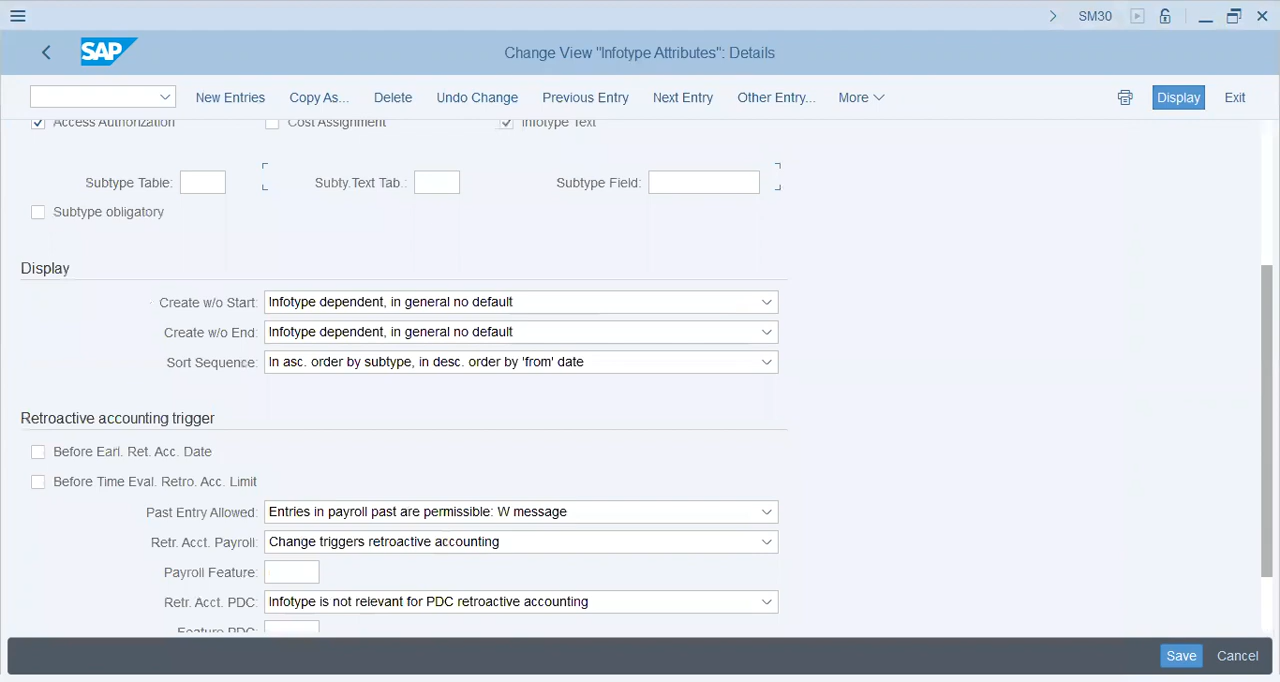 SM30
SAP
Change View "Infotype Attributes": Details
New Entries Copy As... Delete Undo Change Previous Entry Next Entry Other Entry... More Display Exit
Access Authorization Cost Assignment Infotype Text
Subtype Table: Subty.Text Tab.: Subtype Field:
Subtype obligatory
Display
Create w/o Start: Infotype dependent, in general no default
Create w/o End: Infotype dependent, in general no default
Sort Sequence: In asc. order by subtype, in desc. order by 'from' date
Retroactive accounting trigger
Before Earl. Ret. Acc. Date
Before Time Eval. Retro. Acc. Limit
Past Entry Allowed: Entries in payroll past are permissible: W message
Retr. Acct. Payroll: Change triggers retroactive accounting
Payroll Feature:
Retr. Acct. PDC: Infotype is not relevant for PDC retroactive accounting
Feature PDC:
Save Cancel